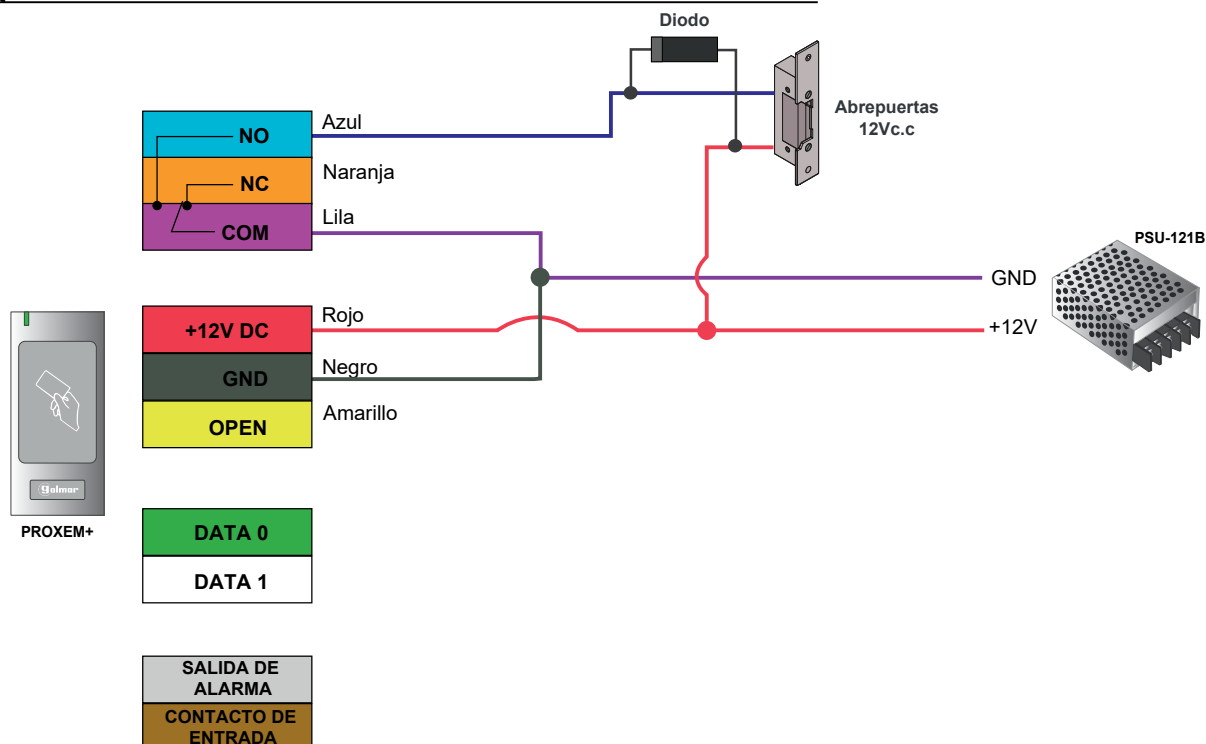 Diodo
Abrepuertas
12Vc.c
NO
Azul
NC
Naranja
COM
Lila
PSU-121B
GND
+12V
+12V DC
Rojo
GND
Negro
OPEN
Amarillo
golmar
PROXEM+
DATA 0
DATA 1
SALIDA DE
ALARMA
CONTACTO DE
ENTRADA